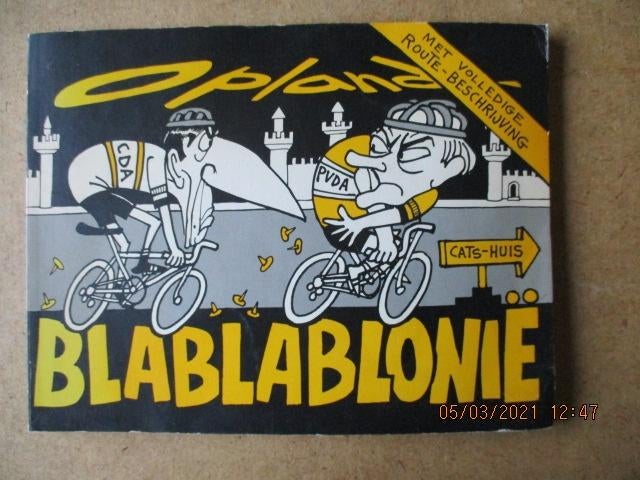 Opland
MET VOLLEDIGE
ROUTE-BESCHRIJVING
CDA
PVDA
CATS-HUIS
BLABLABLONIË
05/03/2021 12:47